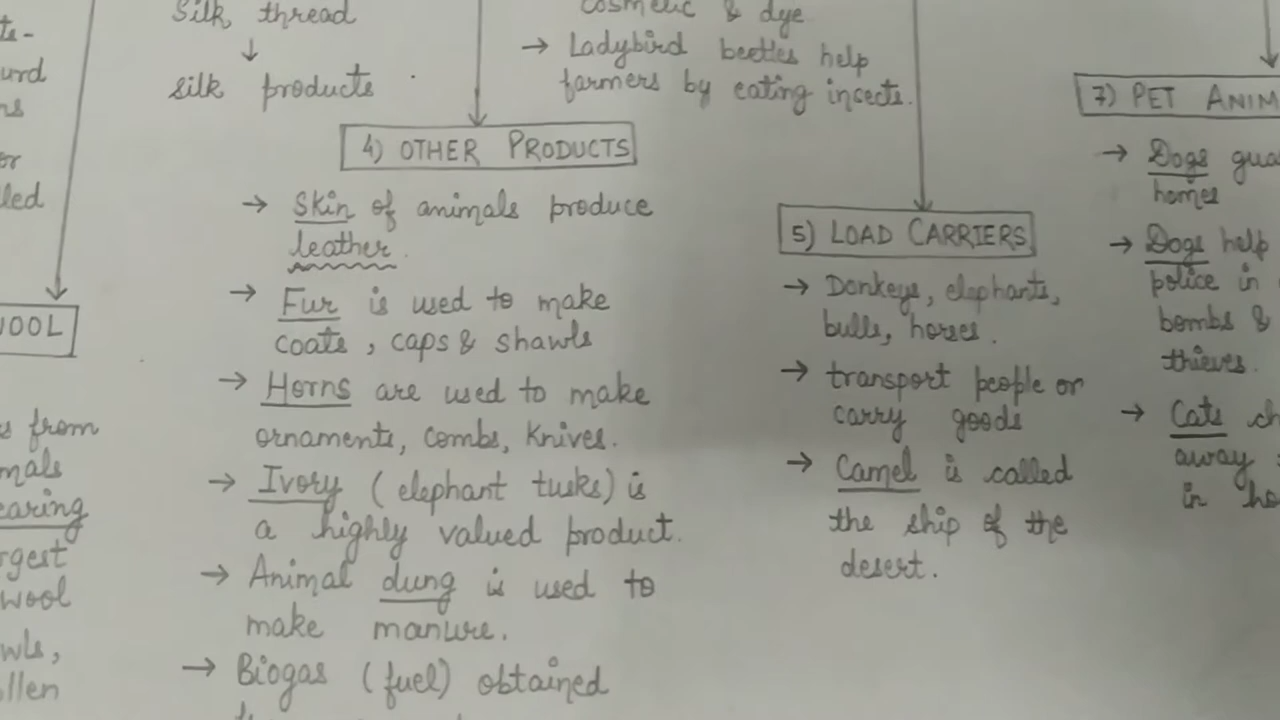 silk thread
↓
silk products
cosmetic & dye
→ Ladybird beetles help
farmers by eating insects.
4) OTHER PRODUCTS
→ Skin of animals produce
leather.
→ Fur is used to make
coats, caps & shawls
→ Horns are used to make
ornaments, combs, knives.
→ Ivory (elephant tusks) is
a highly valued product.
→ Animal dung is used to
make manure.
→ Biogas (fuel) obtained
5) LOAD CARRIERS
→ Donkeys, elephants,
bulls, horses.
→ transport people or
carry goods
→ Camel is called
the ship of the
desert.
7) PET ANIM
→ Dogs gua
homes
→ Dogs help
police in
bombs &
thieves.
→ Cats ch
away
in ho
OOL
s from
mals
earing
rgest
wool
wls,
llen